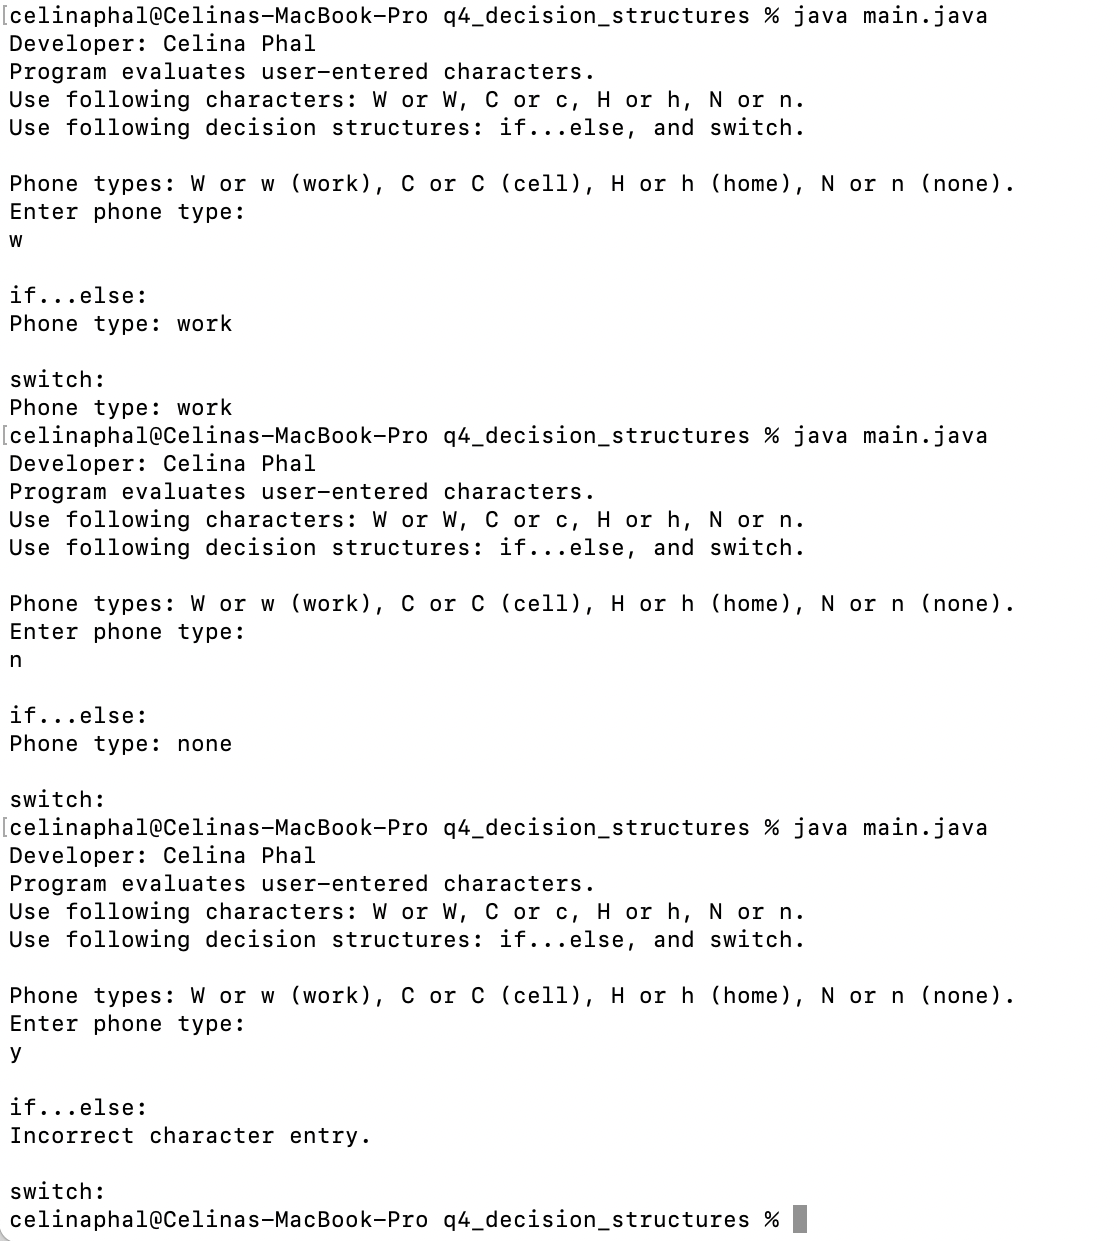 [celinaphal@Celinas-MacBook-Pro q4_decision_structures % java main.java
Developer: Celina Phal
Program evaluates user-entered characters.
Use following characters: W or W, C or c, H or h, N or n.
Use following decision structures: if...else, and switch.
Phone types: W or w (work), C or C (cell), H or h (home), N or n (none).
Enter phone type:
w
if...else:
Phone type: work
switch:
Phone type: work
[celinaphal@Celinas-MacBook-Pro q4_decision_structures % java main.java
Developer: Celina Phal
Program evaluates user-entered characters.
Use following characters: W or W, C or c, H or h, N or n.
Use following decision structures: if...else, and switch.
Phone types: W or w (work), C or C (cell), H or h (home), N or n (none).
Enter phone type:
n
if...else:
Phone type: none
switch:
[celinaphal@Celinas-MacBook-Pro q4_decision_structures % java main.java
Developer: Celina Phal
Program evaluates user-entered characters.
Use following characters: W or W, C or c, H or h, N or n.
Use following decision structures: if...else, and switch.
Phone types: W or w (work), C or C (cell), H or h (home), N or n (none).
Enter phone type:
y
if...else:
Incorrect character entry.
switch:
celinaphal@Celinas-MacBook-Pro q4_decision_structures %